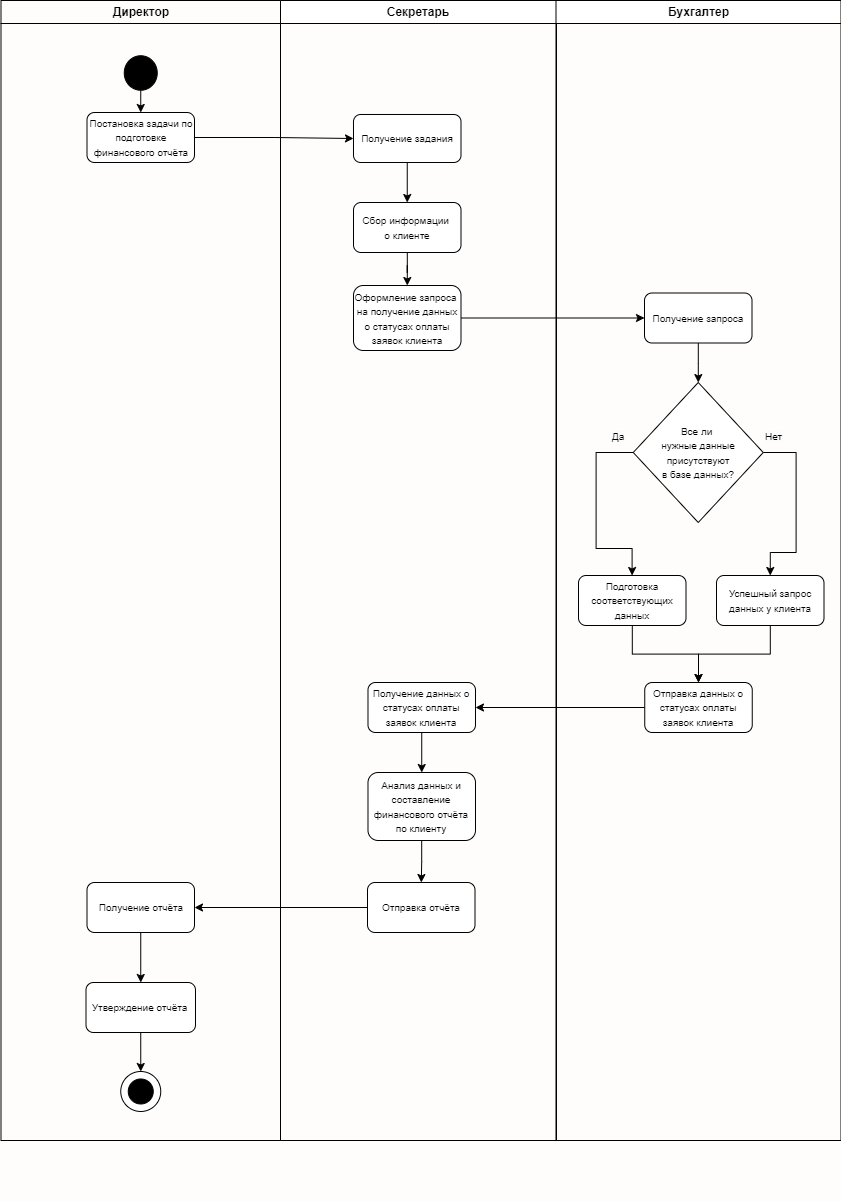 Директор
Секретарь
Бухгалтер
Постановка задачи по
подготовке
финансового отчёта
Получение задания
Сбор информации
о клиенте
Оформление запроса
на получение данных
о статусах оплаты
заявок клиента
Получение запроса
Все ли
нужные данные
присутствуют
в базе данных?
Да
Нет
Подготовка
соответствующих
данных
Успешный запрос
данных у клиента
Отправка данных о
статусах оплаты
заявок клиента
Получение данных о
статусах оплаты
заявок клиента
Анализ данных и
составление
финансового отчёта
по клиенту
Отправка отчёта
Получение отчёта
Утверждение отчёта